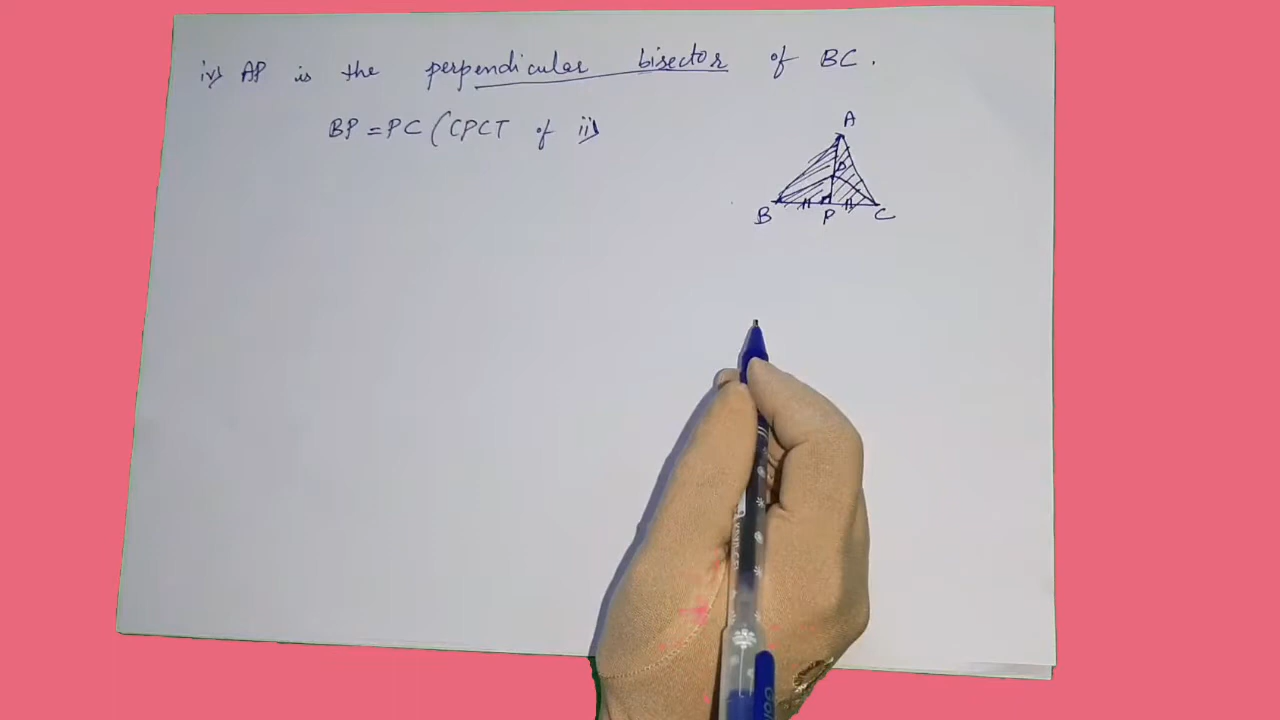 iv) AP is the perpendicular bisector of BC.
BP = PC (CPCT of ii)
A
D
B P C